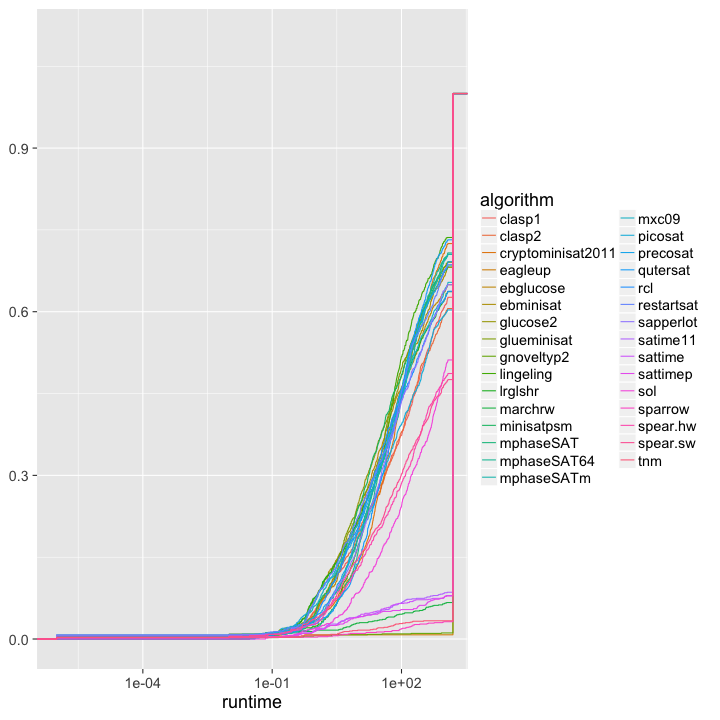 0.9
0.6
0.3
0.0
1e-04 1e-01 1e+02
runtime
algorithm
clasp1
clasp2
cryptominisat2011
eagleup
ebglucose
ebminisat
glucose2
glueminisat
gnoveltyp2
lingeling
lrglshr
marchrw
minisatpsm
mphaseSAT
mphaseSAT64
mphaseSATm
mxc09
picosat
precosat
qutersat
rcl
restartsat
sapperlot
satime11
sattime
sattimep
sol
sparrow
spear.hw
spear.sw
tnm